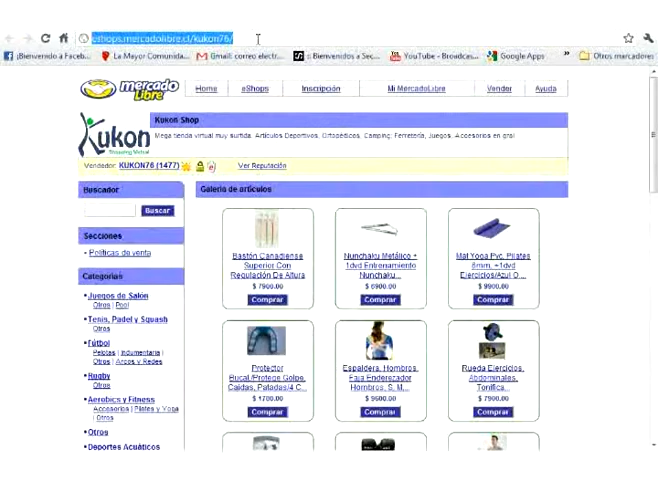 eshops.mercadolibre.cl/kukon76/
¡Bienvenido a Faceb...
La Mayor Comunida...
Gmail: correo electr...
:: Bienvenidos a Sec...
YouTube - Broadcas...
Google Apps
»
Otros marcadores
mercado
Libre
Home
eShops
Inscripción
Mi MercadoLibre
Vender
Ayuda
Kukon
Shopping Virtual
Kukon Shop
Mega tienda virtual muy surtida. Artículos Deportivos, Ortopédicos, Camping, Ferretería, Juegos, Accesorios en gral
Vendedor: KUKON76 (1477)
Ver Reputación
Buscador
Buscar
Secciones
Políticas de venta
Categorías
Juegos de Salón
Otros | Pool
Tenis, Padel y Squash
Otros
Fútbol
Pelotas | Indumentaria |
Otros | Arcos y Redes
Rugby
Otros
Aerobics y Fitness
Accesorios | Pilates y Yoga
| Otros
Otros
Deportes Acuáticos
Galería de artículos
Bastón Canadiense
Superior Con
Regulación De Altura
$ 7900.00
Comprar
Nunchaku Metálico +
1dvd Entrenamiento
Nunchaku...
$ 8900.00
Comprar
Mat Yoga Pvc, Pilates
6mm, +1dvd
Ejercicios/Azul O ...
$ 9900.00
Comprar
Protector
Bucal./Protege Golpe,
Caídas, Patadas/4 C...
$ 1700.00
Comprar
Espaldera, Hombros,
Faja Enderezador
Hombros, S, M,...
$ 9600.00
Comprar
Rueda Ejercicios,
Abdominales,
Tonifica...
$ 7900.00
Comprar